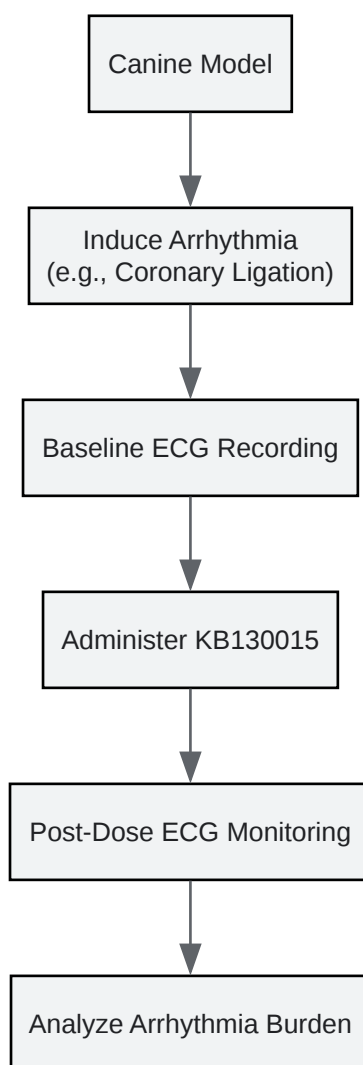 Canine Model
Induce Arrhythmia
(e.g., Coronary Ligation)
Baseline ECG Recording
Administer KB130015
Post-Dose ECG Monitoring
Analyze Arrhythmia Burden